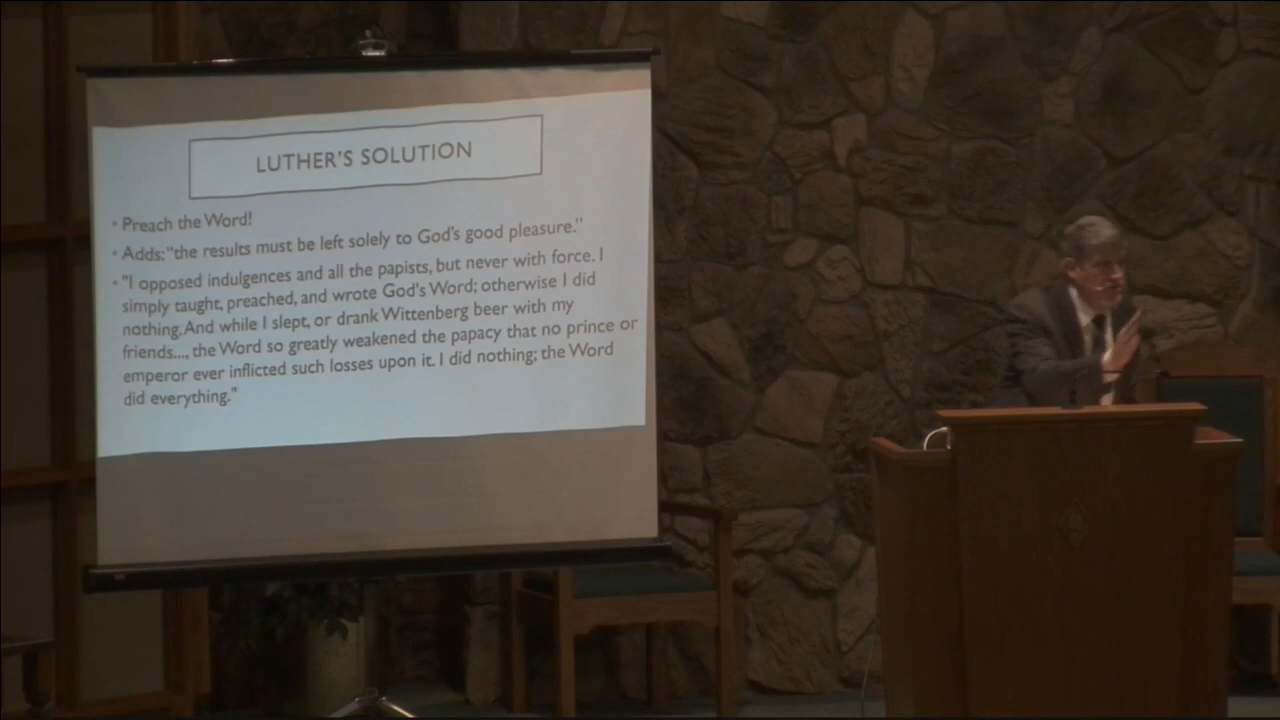 LUTHER'S SOLUTION
• Preach the Word!
• Adds: "the results must be left solely to God's good pleasure."
• "I opposed indulgences and all the papists, but never with force. I
simply taught, preached, and wrote God's Word; otherwise I did
nothing. And while I slept, or drank Wittenberg beer with my
friends..., the Word so greatly weakened the papacy that no prince or
emperor ever inflicted such losses upon it. I did nothing; the Word
did everything."